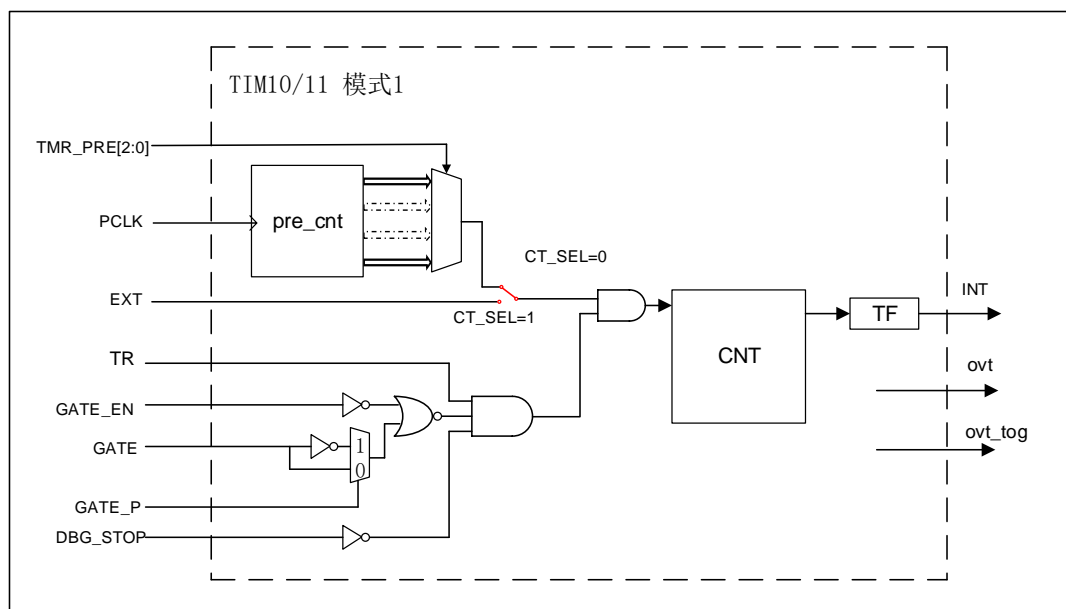 TIM10/11 模式1
TMR_PRE[2:0]
PCLK
pre_cnt
CT_SEL=0
EXT
CT_SEL=1
INT
TF
CNT
TR
ovt
GATE_EN
GATE
1
0
ovt_tog
GATE_P
DBG_STOP